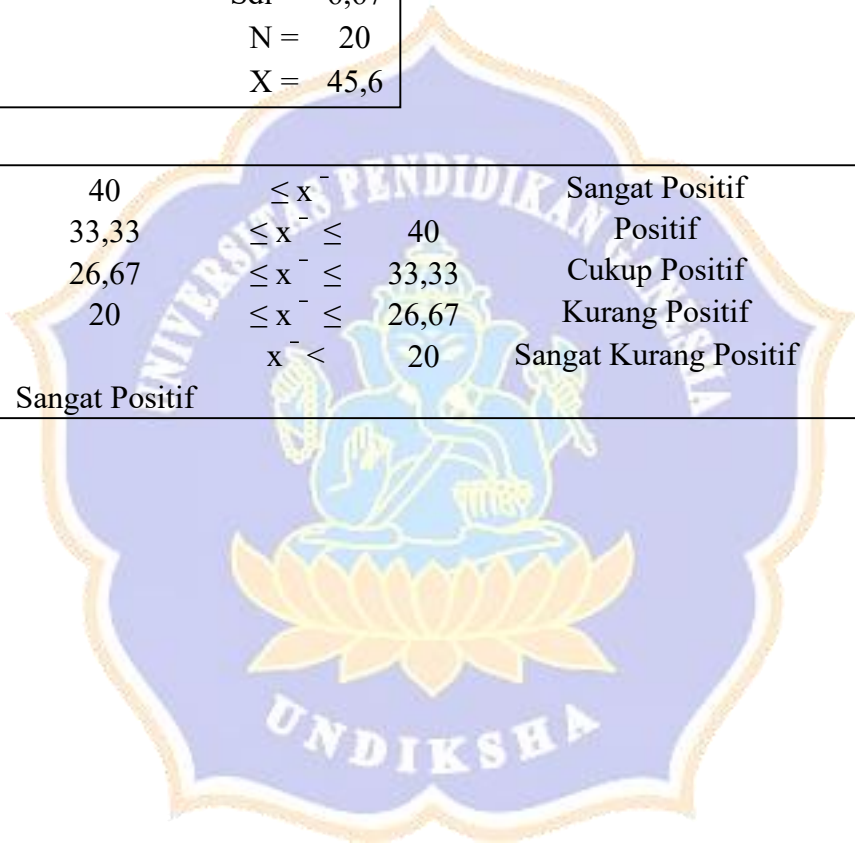 N = 20
X = 45,6
40 ≤ x¯ Sangat Positif
33,33 ≤ x¯ ≤ 40 Positif
26,67 ≤ x¯ ≤ 33,33 Cukup Positif
20 ≤ x¯ ≤ 26,67 Kurang Positif
x¯ < 20 Sangat Kurang Positif
Sangat Positif
UNIVERSITAS PENDIDIKAN GANESHA
UNDIKSHA